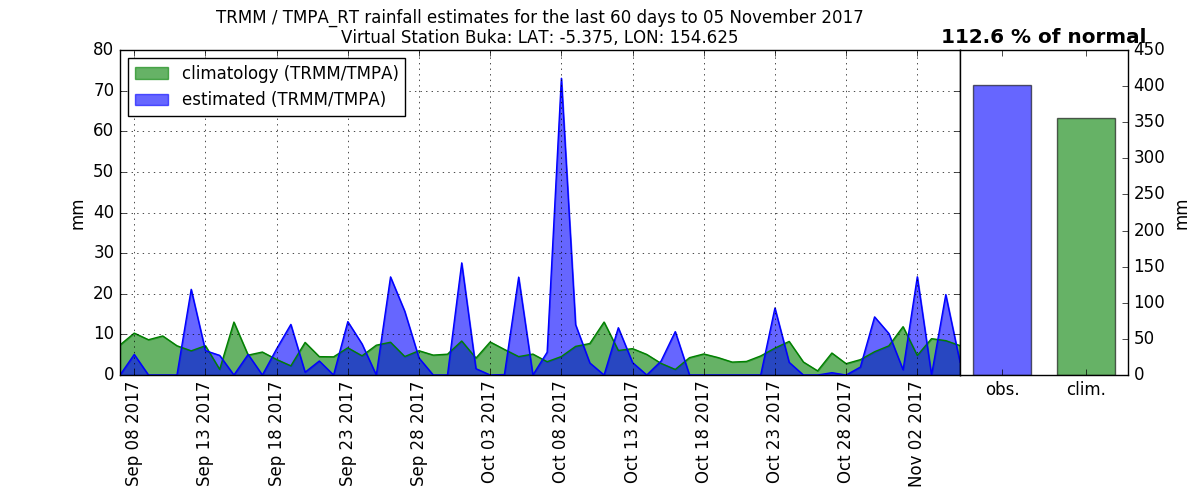 TRMM / TMPA_RT rainfall estimates for the last 60 days to 05 November 2017
Virtual Station Buka: LAT: -5.375, LON: 154.625
112.6 % of normal
climatology (TRMM/TMPA)
estimated (TRMM/TMPA)
mm
80
70
60
50
40
30
20
10
0
Sep 08 2017
Sep 13 2017
Sep 18 2017
Sep 23 2017
Sep 28 2017
Oct 03 2017
Oct 08 2017
Oct 13 2017
Oct 18 2017
Oct 23 2017
Oct 28 2017
Nov 02 2017
450
400
350
300
250
200
150
100
50
0
mm
obs.
clim.